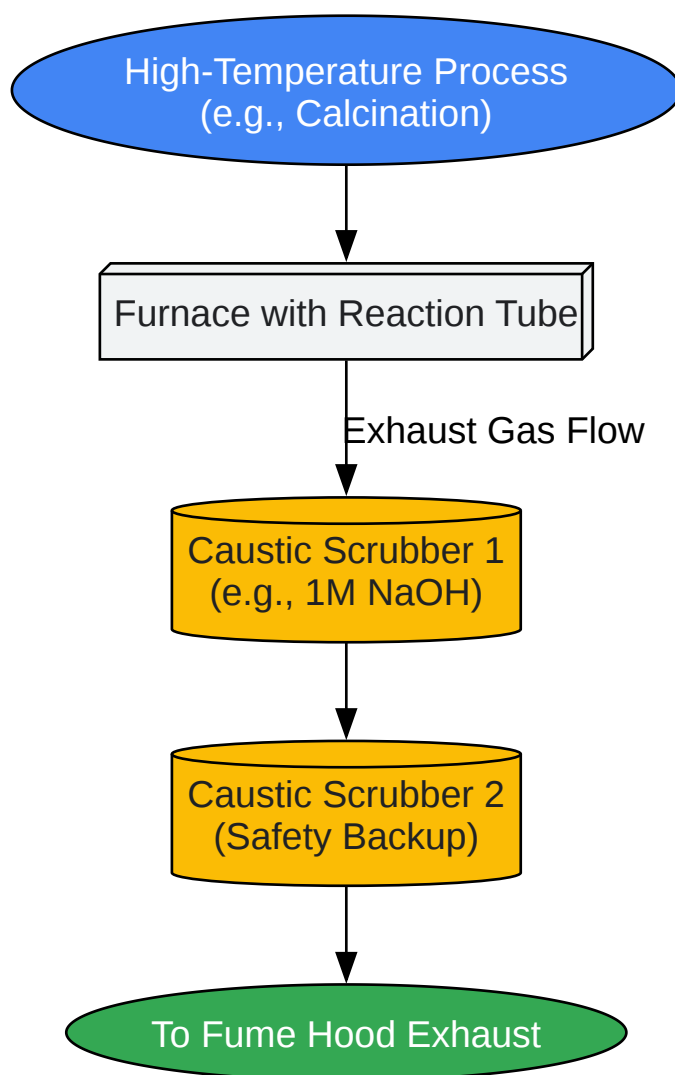 High-Temperature Process
(e.g., Calcination)
Furnace with Reaction Tube
Exhaust Gas Flow
Caustic Scrubber 1
(e.g., 1M NaOH)
Caustic Scrubber 2
(Safety Backup)
To Fume Hood Exhaust